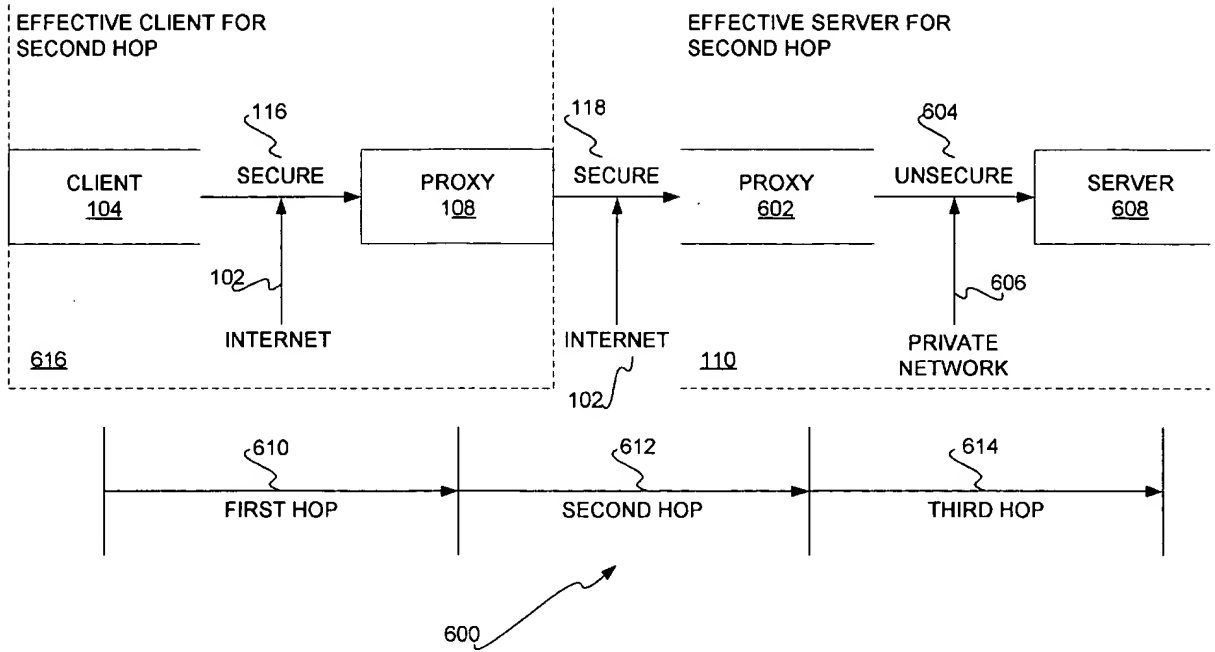 EFFECTIVE CLIENT FOR
SECOND HOP
EFFECTIVE SERVER FOR
SECOND HOP
116
118
604
CLIENT
104
SECURE
PROXY
108
SECURE
PROXY
602
UNSECURE
SERVER
608
102
606
INTERNET
INTERNET
PRIVATE
NETWORK
616
110
102
610
612
614
FIRST HOP
SECOND HOP
THIRD HOP
600